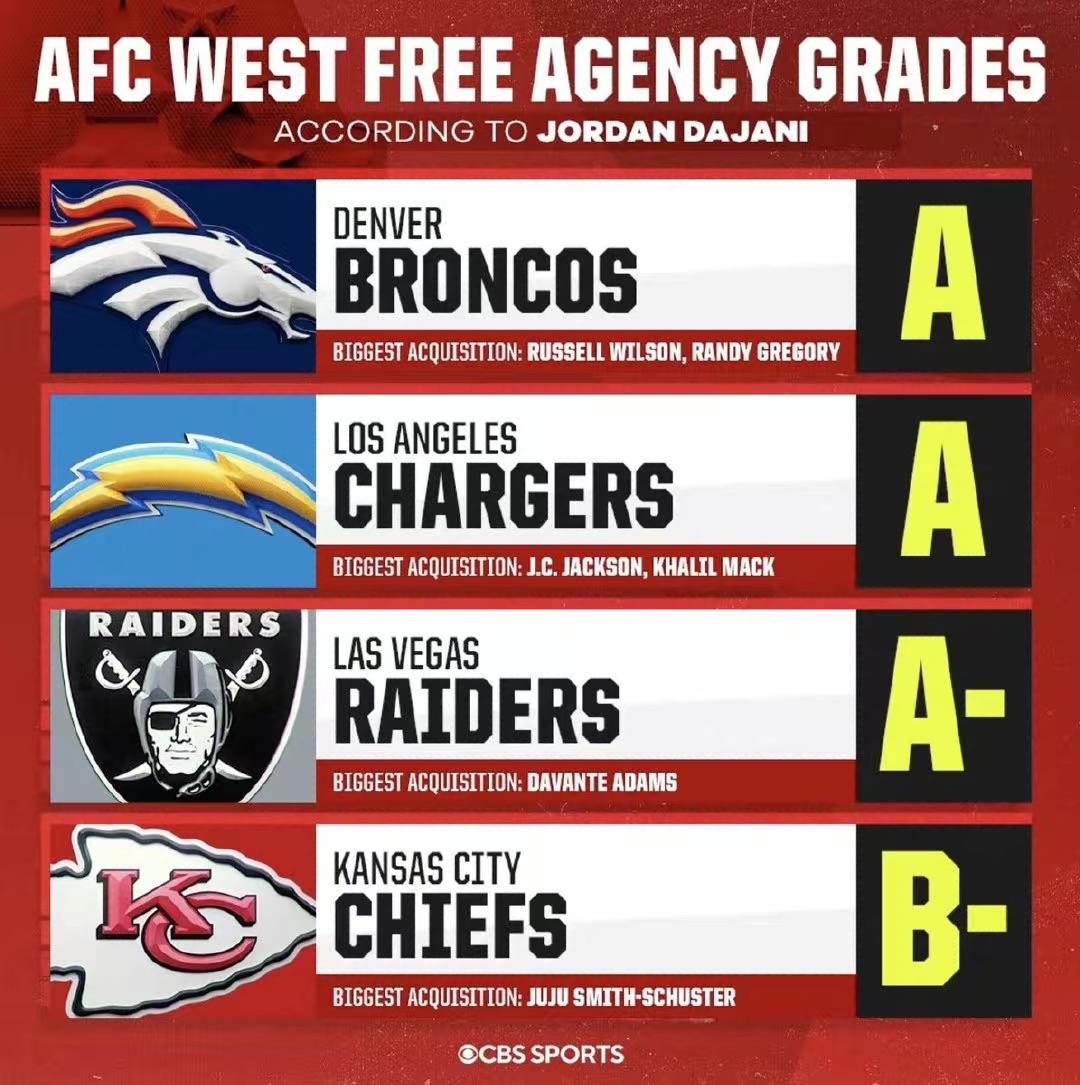 AFC WEST FREE AGENCY GRADES
ACCORDING TO JORDAN DAJANI
DENVER
BRONCOS
BIGGEST ACQUISITION: RUSSELL WILSON, RANDY GREGORY
A
LOS ANGELES
CHARGERS
BIGGEST ACQUISITION: J.C. JACKSON, KHALIL MACK
A
RAIDERS
LAS VEGAS
RAIDERS
BIGGEST ACQUISITION: DAVANTE ADAMS
A-
KC
KANSAS CITY
CHIEFS
BIGGEST ACQUISITION: JUJU SMITH-SCHUSTER
B-
CBS SPORTS